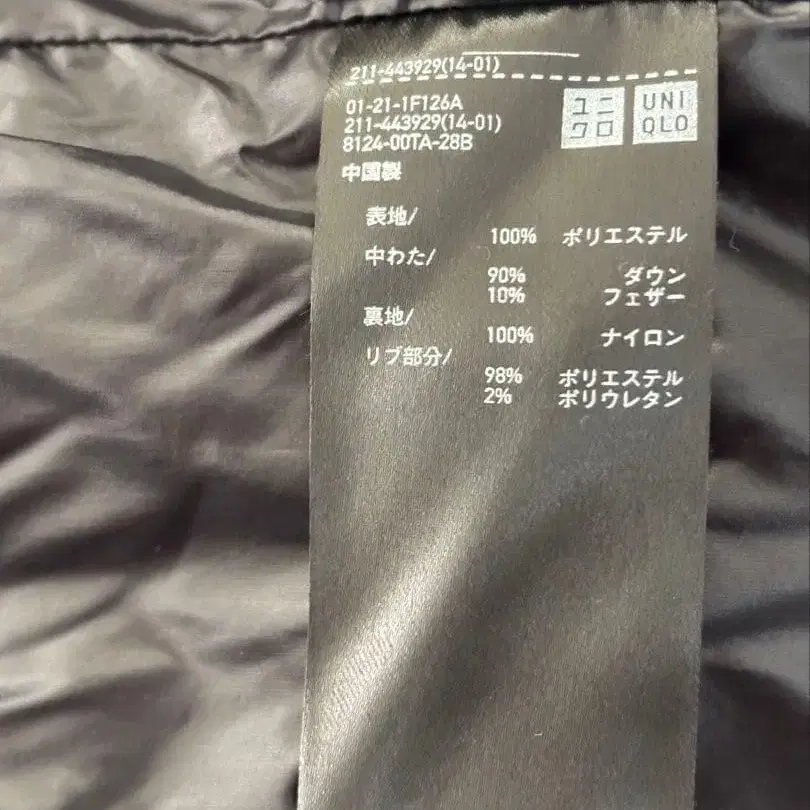 211-443929(14-01)
01-21-1F126A
211-443929(14-01)
8124-00TA-28B
ユニ
クロ
UNI
QLO
中国製
表地/
100% ポリエステル
中わた/
90% ダウン
10% フェザー
裏地/
100% ナイロン
リブ部分/
98% ポリエステル
2% ポリウレタン